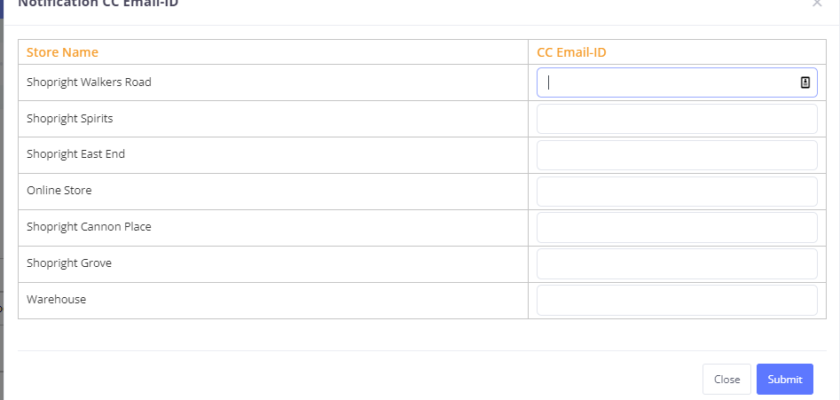 Notification CC Email-ID
Store Name CC Email-ID
Shopright Walkers Road
Shopright Spirits
Shopright East End
Online Store
Shopright Cannon Place
Shopright Grove
Warehouse
Close Submit